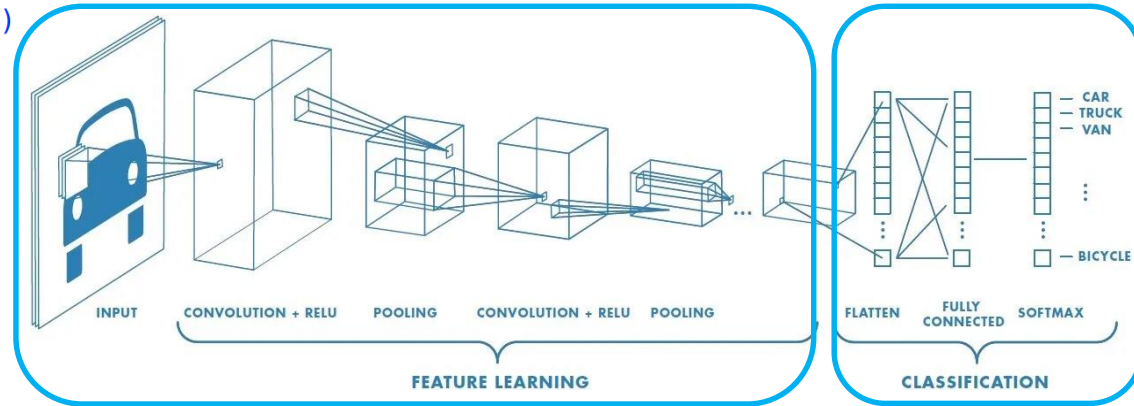 )
CAR
TRUCK
VAN
BICYCLE
INPUT
CONVOLUTION + RELU
POOLING
CONVOLUTION + RELU
POOLING
FLATTEN
FULLY
CONNECTED
SOFTMAX
FEATURE LEARNING
CLASSIFICATION